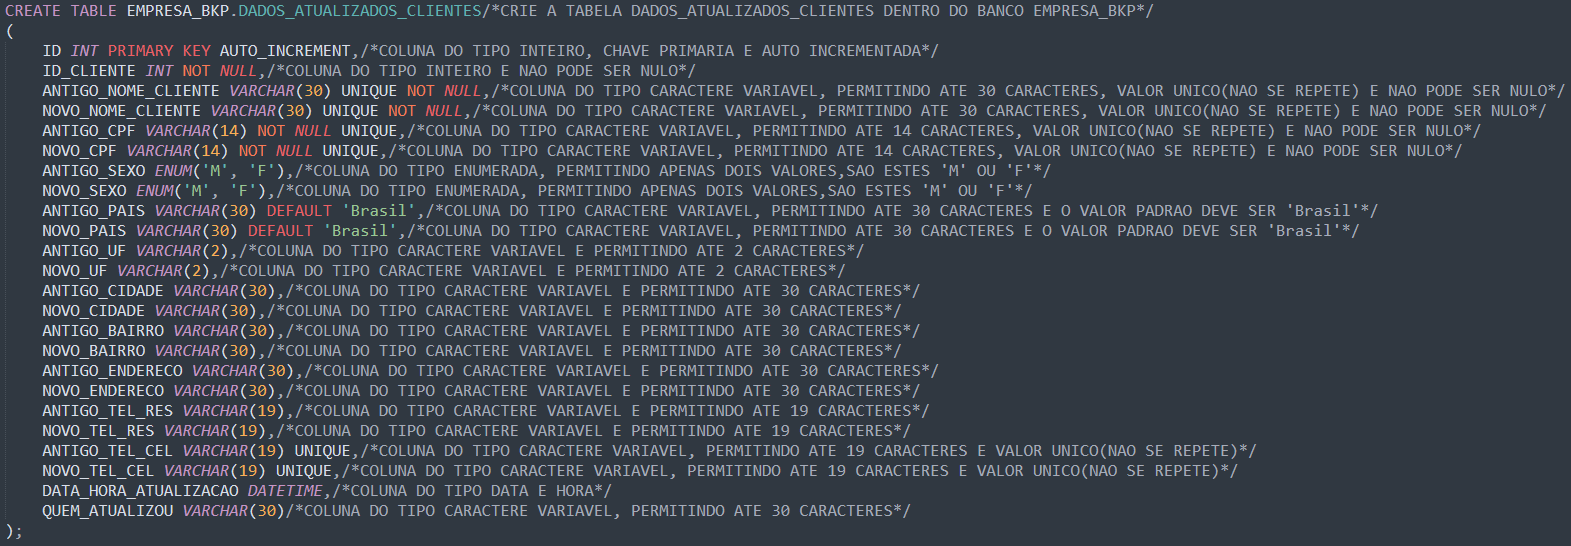 CREATE TABLE EMPRESA_BKP.DADOS_ATUALIZADOS_CLIENTES/*CRIE A TABELA DADOS_ATUALIZADOS_CLIENTES DENTRO DO BANCO EMPRESA_BKP*/
(
    ID INT PRIMARY KEY AUTO_INCREMENT,/*COLUNA DO TIPO INTEIRO, CHAVE PRIMARIA E AUTO INCREMENTADA*/
    ID_CLIENTE INT NOT NULL,/*COLUNA DO TIPO INTEIRO E NAO PODE SER NULO*/
    ANTIGO_NOME_CLIENTE VARCHAR(30) UNIQUE NOT NULL,/*COLUNA DO TIPO CARACTERE VARIAVEL, PERMITINDO ATE 30 CARACTERES, VALOR UNICO(NAO SE REPETE) E NAO PODE SER NULO*/
    NOVO_NOME_CLIENTE VARCHAR(30) UNIQUE NOT NULL,/*COLUNA DO TIPO CARACTERE VARIAVEL, PERMITINDO ATE 30 CARACTERES, VALOR UNICO(NAO SE REPETE) E NAO PODE SER NULO*/
    ANTIGO_CPF VARCHAR(14) NOT NULL UNIQUE,/*COLUNA DO TIPO CARACTERE VARIAVEL, PERMITINDO ATE 14 CARACTERES, VALOR UNICO(NAO SE REPETE) E NAO PODE SER NULO*/
    NOVO_CPF VARCHAR(14) NOT NULL UNIQUE,/*COLUNA DO TIPO CARACTERE VARIAVEL, PERMITINDO ATE 14 CARACTERES, VALOR UNICO(NAO SE REPETE) E NAO PODE SER NULO*/
    ANTIGO_SEXO ENUM('M', 'F'),/*COLUNA DO TIPO ENUMERADA, PERMITINDO APENAS DOIS VALORES,SAO ESTES 'M' OU 'F'*/
    NOVO_SEXO ENUM('M', 'F'),/*COLUNA DO TIPO ENUMERADA, PERMITINDO APENAS DOIS VALORES,SAO ESTES 'M' OU 'F'*/
    ANTIGO_PAIS VARCHAR(30) DEFAULT 'Brasil',/*COLUNA DO TIPO CARACTERE VARIAVEL, PERMITINDO ATE 30 CARACTERES E O VALOR PADRAO DEVE SER 'Brasil'*/
    NOVO_PAIS VARCHAR(30) DEFAULT 'Brasil',/*COLUNA DO TIPO CARACTERE VARIAVEL, PERMITINDO ATE 30 CARACTERES E O VALOR PADRAO DEVE SER 'Brasil'*/
    ANTIGO_UF VARCHAR(2),/*COLUNA DO TIPO CARACTERE VARIAVEL E PERMITINDO ATE 2 CARACTERES*/
    NOVO_UF VARCHAR(2),/*COLUNA DO TIPO CARACTERE VARIAVEL E PERMITINDO ATE 2 CARACTERES*/
    ANTIGO_CIDADE VARCHAR(30),/*COLUNA DO TIPO CARACTERE VARIAVEL E PERMITINDO ATE 30 CARACTERES*/
    NOVO_CIDADE VARCHAR(30),/*COLUNA DO TIPO CARACTERE VARIAVEL E PERMITINDO ATE 30 CARACTERES*/
    ANTIGO_BAIRRO VARCHAR(30),/*COLUNA DO TIPO CARACTERE VARIAVEL E PERMITINDO ATE 30 CARACTERES*/
    NOVO_BAIRRO VARCHAR(30),/*COLUNA DO TIPO CARACTERE VARIAVEL E PERMITINDO ATE 30 CARACTERES*/
    ANTIGO_ENDERECO VARCHAR(30),/*COLUNA DO TIPO CARACTERE VARIAVEL E PERMITINDO ATE 30 CARACTERES*/
    NOVO_ENDERECO VARCHAR(30),/*COLUNA DO TIPO CARACTERE VARIAVEL E PERMITINDO ATE 30 CARACTERES*/
    ANTIGO_TEL_RES VARCHAR(19),/*COLUNA DO TIPO CARACTERE VARIAVEL E PERMITINDO ATE 19 CARACTERES*/
    NOVO_TEL_RES VARCHAR(19),/*COLUNA DO TIPO CARACTERE VARIAVEL E PERMITINDO ATE 19 CARACTERES*/
    ANTIGO_TEL_CEL VARCHAR(19) UNIQUE,/*COLUNA DO TIPO CARACTERE VARIAVEL, PERMITINDO ATE 19 CARACTERES E VALOR UNICO(NAO SE REPETE)*/
    NOVO_TEL_CEL VARCHAR(19) UNIQUE,/*COLUNA DO TIPO CARACTERE VARIAVEL, PERMITINDO ATE 19 CARACTERES E VALOR UNICO(NAO SE REPETE)*/
    DATA_HORA_ATUALIZACAO DATETIME,/*COLUNA DO TIPO DATA E HORA*/
    QUEM_ATUALIZOU VARCHAR(30)/*COLUNA DO TIPO CARACTERE VARIAVEL, PERMITINDO ATE 30 CARACTERES*/
);